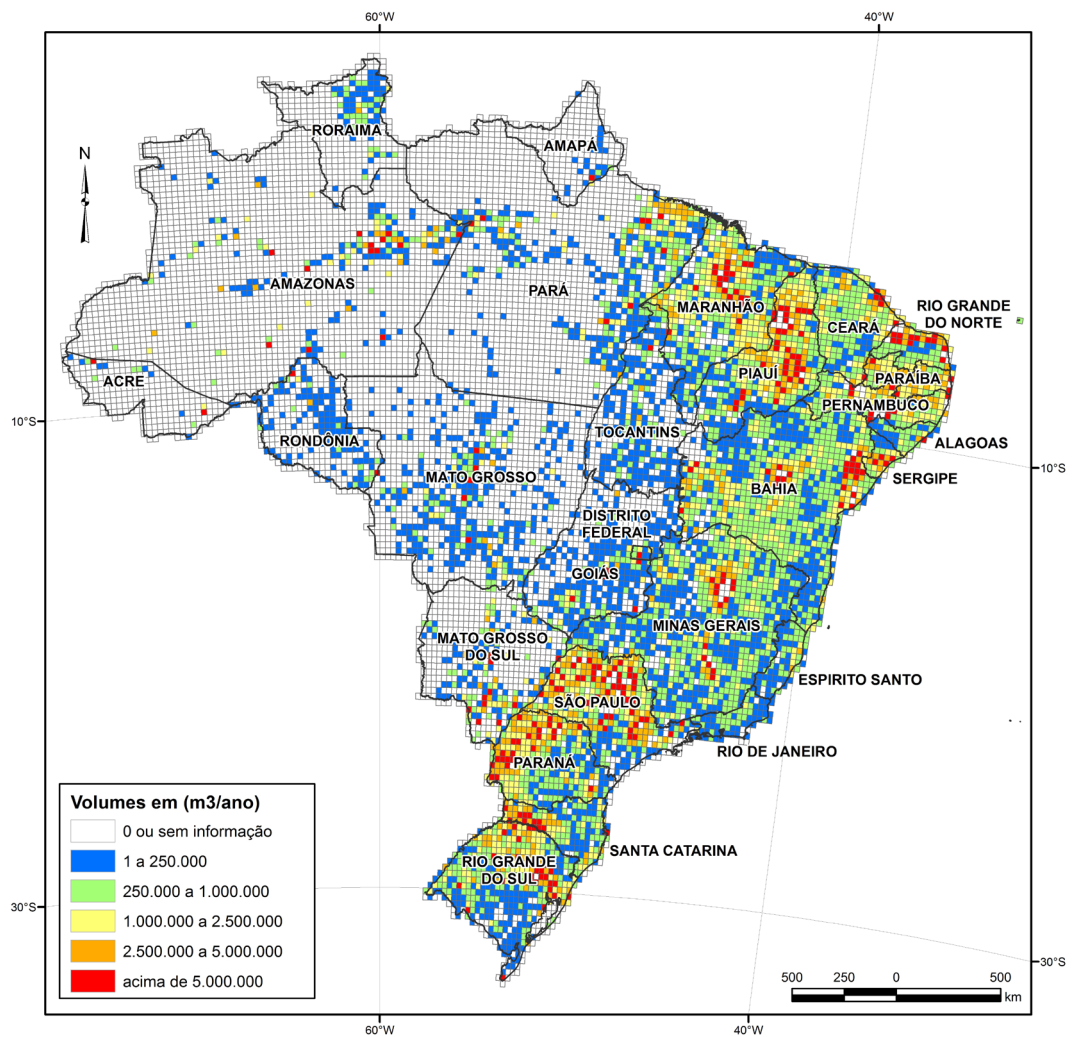 60°W
40°W
N
RORAIMA
AMAPÁ
AMAZONAS
PARÁ
MARANHÃO
CEARÁ
RIO GRANDE
DO NORTE
PIAUÍ
PARAÍBA
PERNAMBUCO
ACRE
10°S
RONDÔNIA
TOCANTINS
ALAGOAS
10°S
MATO GROSSO
BAHIA
SERGIPE
DISTRITO
FEDERAL
GOIÁS
MINAS GERAIS
MATO GROSSO
DO SUL
ESPIRITO SANTO
SÃO PAULO
RIO DE JANEIRO
PARANÁ
SANTA CATARINA
RIO GRANDE
DO SUL
Volumes em (m3/ano)
0 ou sem informação
1 a 250.000
250.000 a 1.000.000
1.000.000 a 2.500.000
2.500.000 a 5.000.000
acima de 5.000.000
30°S
30°S
500 250 0 500
km
60°W
40°W